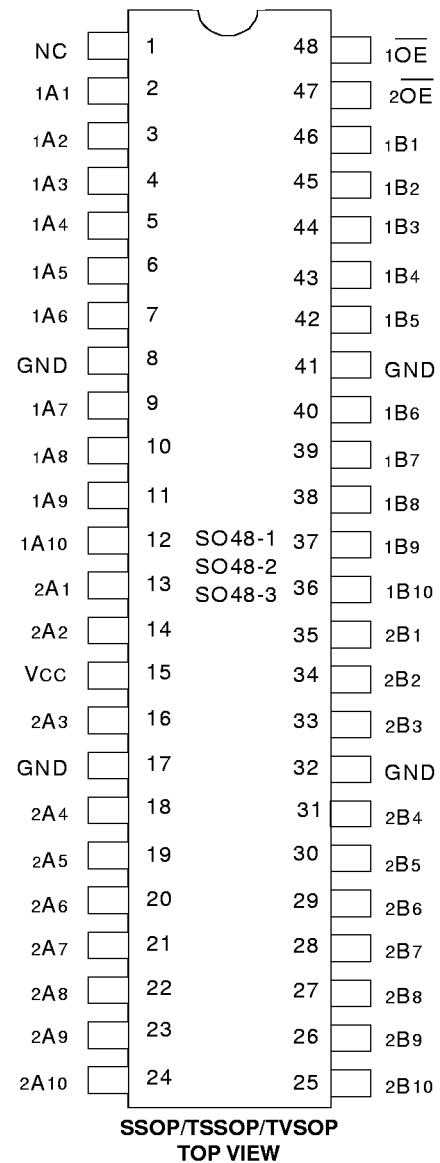 NC 1 48 1OE
1A1 2 47 2OE
1A2 3 46 1B1
1A3 4 45 1B2
1A4 5 44 1B3
1A5 6 43 1B4
1A6 7 42 1B5
GND 8 41 GND
1A7 9 40 1B6
1A8 10 39 1B7
1A9 11 38 1B8
1A10 12 SO48-1 37 1B9
SO48-2
2A1 13 SO48-3 36 1B10
2A2 14 35 2B1
VCC 15 34 2B2
2A3 16 33 2B3
GND 17 32 GND
2A4 18 31 2B4
2A5 19 30 2B5
2A6 20 29 2B6
2A7 21 28 2B7
2A8 22 27 2B8
2A9 23 26 2B9
2A10 24 25 2B10
SSOP/TSSOP/TVSOP
TOP VIEW